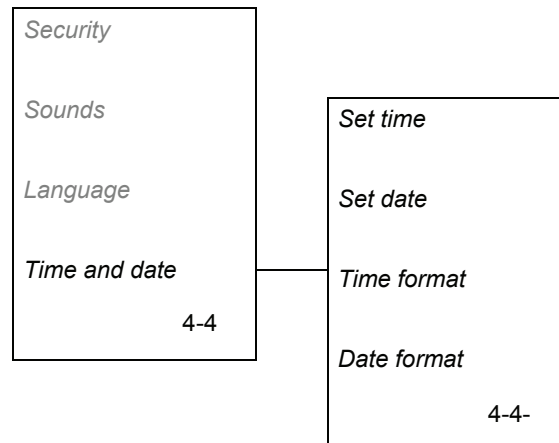 Security
Sounds
Language
Time and date
4-4
Set time
Set date
Time format
Date format
4-4-